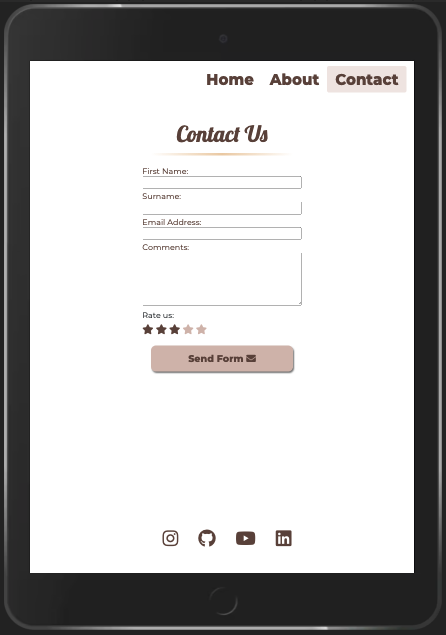 Home About Contact
Contact Us
First Name:
Surname:
Email Address:
Comments:
Rate us:
Send Form